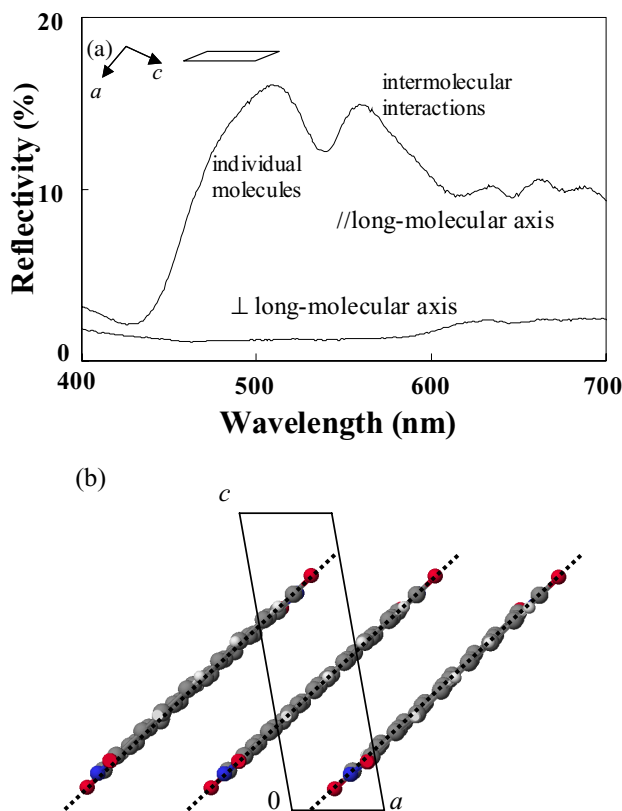 20
(a)
a
c
intermolecular
interactions
individual
molecules
10
//long-molecular axis
⊥ long-molecular axis
0
400
500
600
700
Reflectivity (%)
Wavelength (nm)
(b)
c
0
a